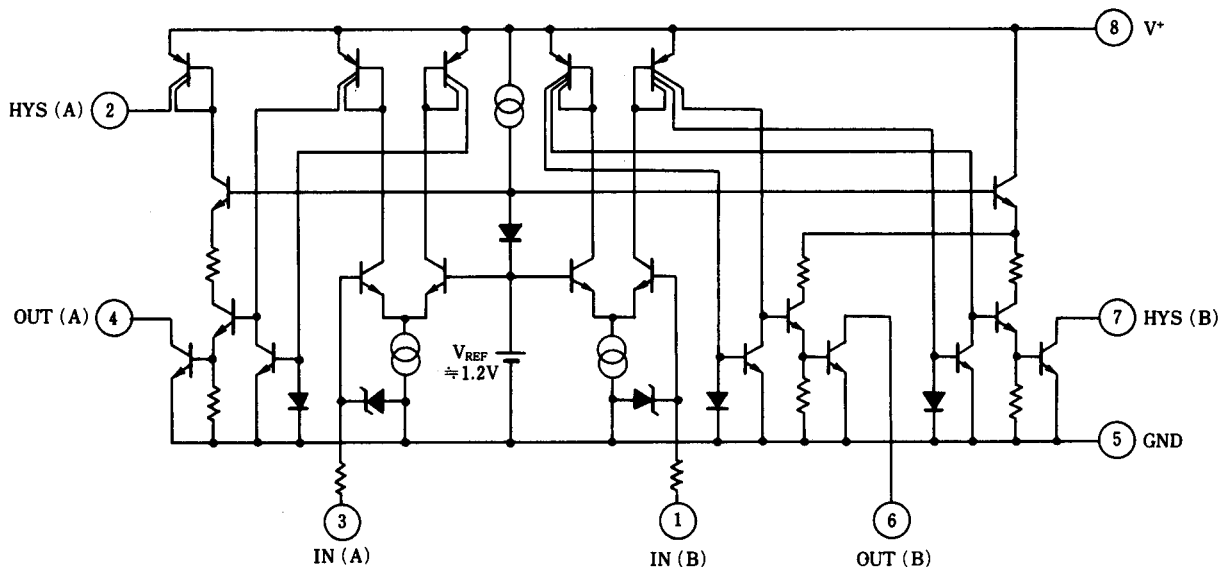 8 V⁺
HYS (A) 2
OUT (A) 4
7 HYS (B)
V_REF
≒1.2V
5 GND
3
1
6
IN (A)
IN (B)
OUT (B)